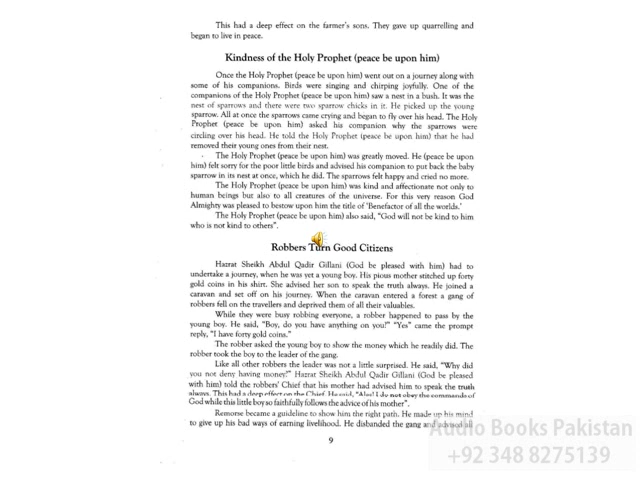 This had a deep effect on the farmer's sons. They gave up quarrelling and
began to live in peace.
Kindness of the Holy Prophet (peace be upon him)
Once the Holy Prophet (peace be upon him) went out on a journey along with
some of his companions. Birds were singing and chirping joyfully. One of the
companions of the Holy Prophet (peace be upon him) saw a nest in a bush. It was the
nest of sparrows and there were two sparrow chicks in it. He picked up the young
sparrow. All at once the sparrows came crying and began to fly over his head. The Holy
Prophet (peace be upon him) asked his companion why the sparrows were
circling over his head. He told the Holy Prophet (peace be upon him) that he had
removed their young ones from their nest.
The Holy Prophet (peace be upon him) was greatly moved. He (peace be upon
him) felt sorry for the poor little birds and advised his companion to put back the baby
sparrow in its nest at once, which he did. The sparrows felt happy and cried no more.
The Holy Prophet (peace be upon him) was kind and affectionate not only to
human beings but also to all creatures of the universe. For this very reason God
Almighty was pleased to bestow upon him the title of 'Benefactor of all the worlds.'
The Holy Prophet (peace be upon him) also said, "God will not be kind to him
who is not kind to others".
Robbers Turn Good Citizens
Hazrat Sheikh Abdul Qadir Gillani (God be pleased with him) had to
undertake a journey, when he was yet a young boy. His pious mother stitched up forty
gold coins in his shirt. She advised her son to speak the truth always. He joined a
caravan and set off on his journey. When the caravan entered a forest a gang of
robbers fell on the travellers and deprived them of all their valuables.
While they were busy robbing everyone, a robber happened to pass by the
young boy. He said, "Boy, do you have anything on you?" "Yes" came the prompt
reply, "I have forty gold coins."
The robber asked the young boy to show the money which he readily did. The
robber took the boy to the leader of the gang.
Like all other robbers the leader was not a little surprised. He said, "Why did
you not deny having money?" Hazrat Sheikh Abdul Qadir Gillani (God be pleased
with him) told the robbers' Chief that his mother had advised him to speak the truth
always. This had a deep effect on the Chief. He said, "Alas! I do not obey the commands of
God while this little boy so faithfully follows the advice of his mother".
Remorse became a guideline to show him the right path. He made up his mind
to give up his bad ways of earning livelihood. He disbanded the gang and advised all
9
Audio Books Pakistan
+92 348 8275139